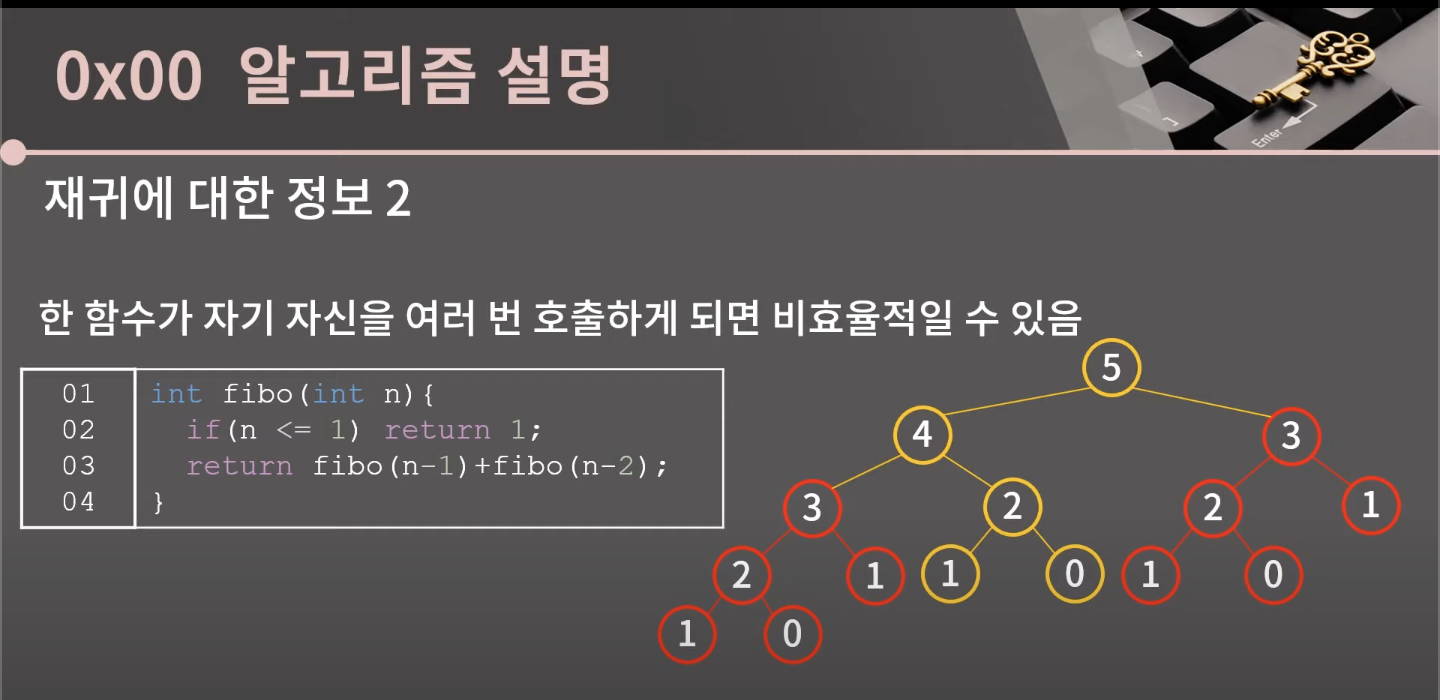 0x00 알고리즘 설명
Enter
재귀에 대한 정보 2
한 함수가 자기 자신을 여러 번 호출하게 되면 비효율적일 수 있음
01 int fibo(int n){
02 if(n <= 1) return 1;
03 return fibo(n-1)+fibo(n-2);
04 }
5
4 3
3 2 2 1
2 1 1 0 1 0
1 0